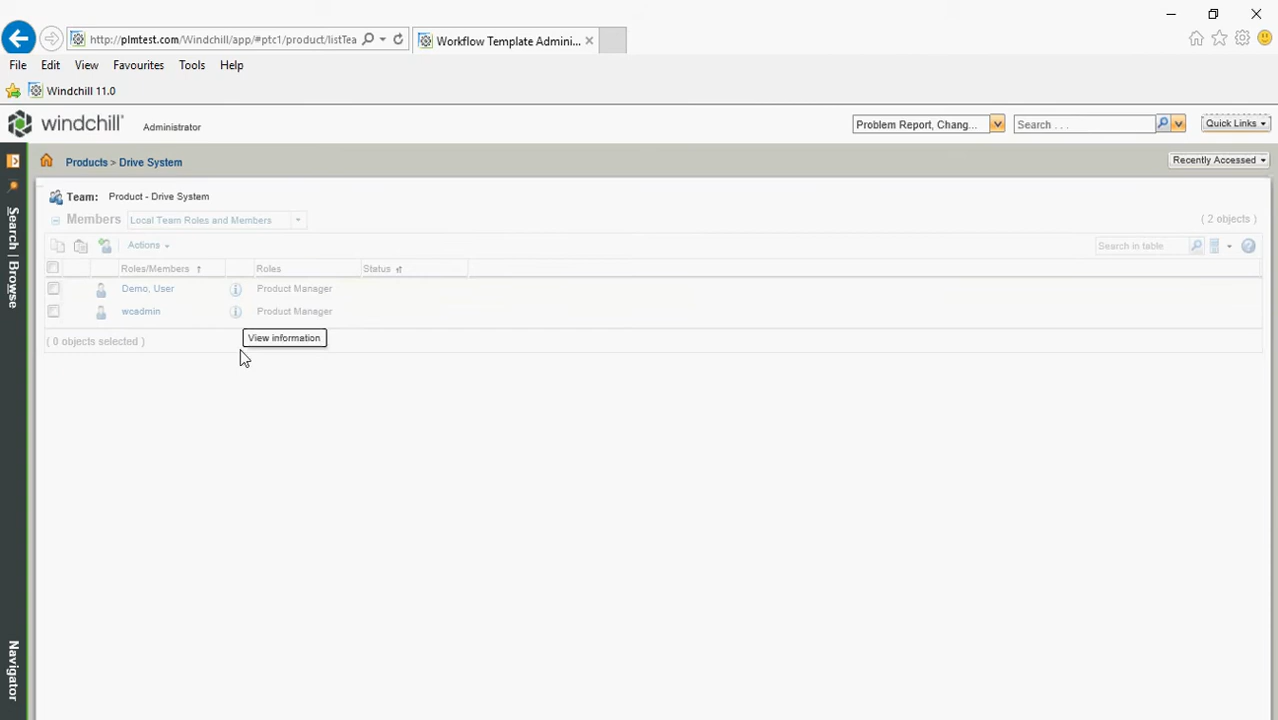 http://plmtest.com/Windchill/app/#ptc1/product/listTea
Workflow Template Admini...
File Edit View Favourites Tools Help
Windchill 11.0
windchill Administrator
Problem Report, Chang...
Search . . .
Quick Links
Products > Drive System
Recently Accessed
Team: Product - Drive System
Members Local Team Roles and Members
( 2 objects )
Actions
Search in table
Roles/Members Roles Status
Demo, User Product Manager
wcadmin Product Manager
View information
( 0 objects selected )
Search | Browse
Navigator